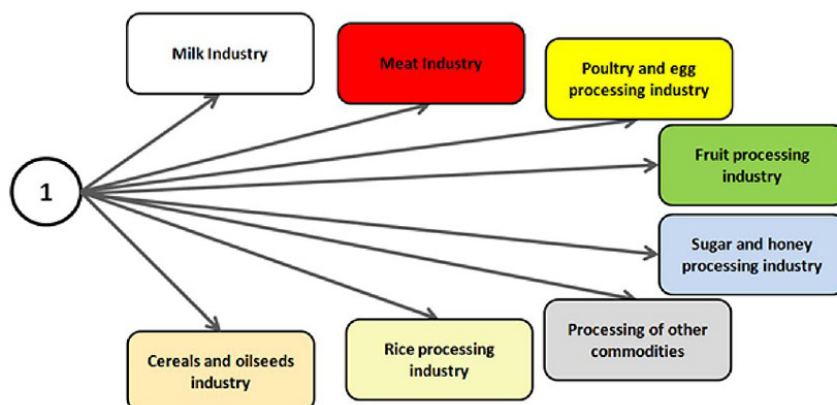 Milk Industry
Meat Industry
Poultry and egg
processing industry
Fruit processing
industry
1
Sugar and honey
processing industry
Processing of other
commodities
Rice processing
industry
Cereals and oilseeds
industry